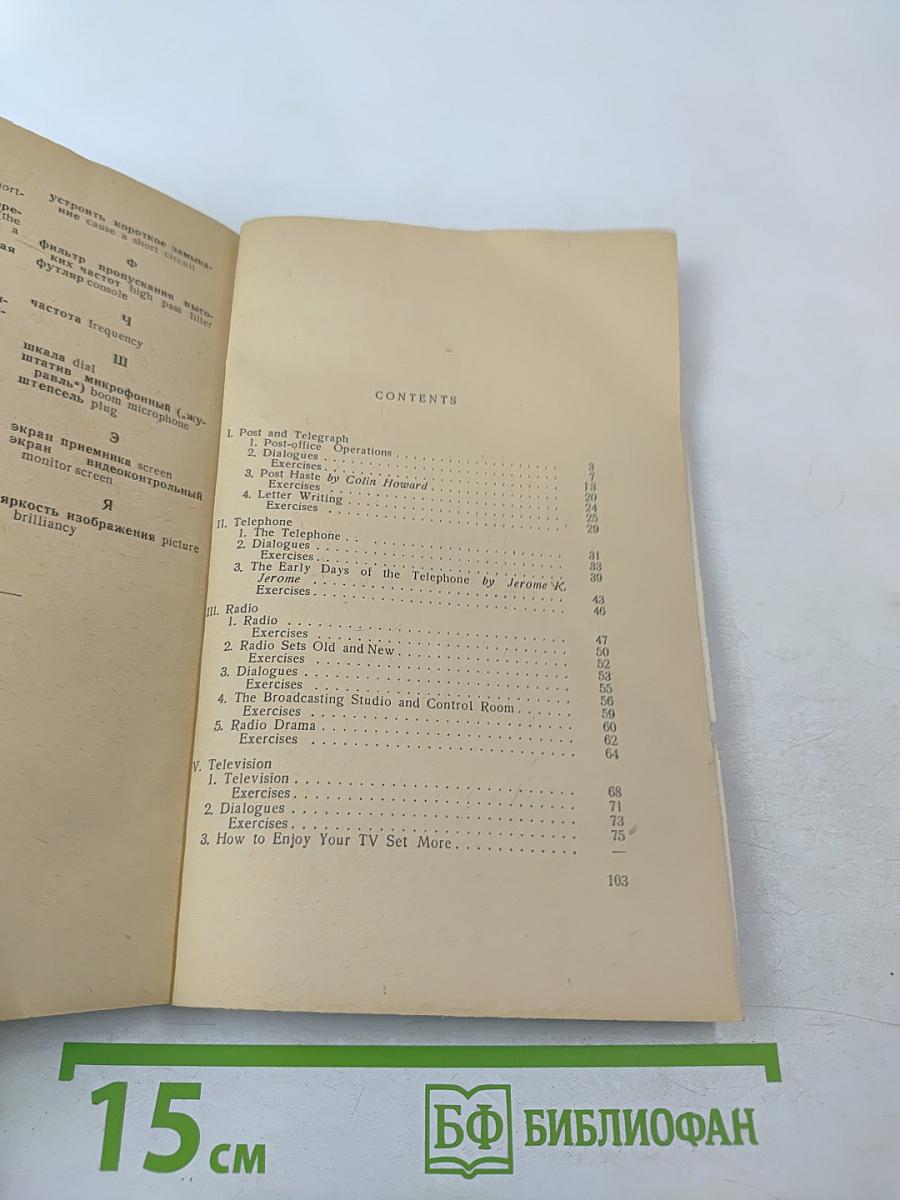 ort-
ре-
(the
a
ая
устроить короткое замыка-
ние cause a short circuit
Ф
фильтр пропускания высо-
ких частот high pass filter
футляр console
Ч
частота frequency
Ш
шкала dial
штатив микрофонный („жу-
равль“) boom microphone
штепсель plug
Э
экран приемника screen
экран видеоконтрольный
monitor screen
Я
яркость изображения picture
brilliancy
CONTENTS
I. Post and Telegraph
1. Post-office Operations . . . 3
2. Dialogues . . . 7
Exercises . . . 13
3. Post Haste by Colin Howard . . . 20
Exercises . . . 24
4. Letter Writing . . . 25
Exercises . . . 29
II. Telephone
1. The Telephone . . . 31
2. Dialogues . . . 33
Exercises . . . 39
3. The Early Days of the Telephone by Jerome K.
Jerome . . . 43
Exercises . . . 46
III. Radio
1. Radio . . . 47
Exercises . . . 50
2. Radio Sets Old and New . . . 52
Exercises . . . 53
3. Dialogues . . . 55
Exercises . . . 56
4. The Broadcasting Studio and Control Room . . . 59
Exercises . . . 60
5. Radio Drama . . . 62
Exercises . . . 64
V. Television
1. Television . . . 68
Exercises . . . 71
2. Dialogues . . . 73
Exercises . . . 75
3. How to Enjoy Your TV Set More . . . —
103
15 см
БФ БИБЛИОФАН